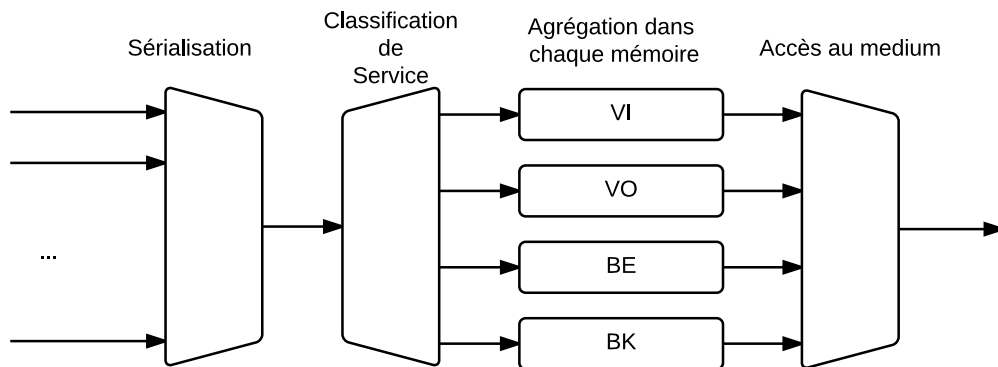 Sérialisation
Classification
de
Service
Agrégation dans
chaque mémoire
Accès au medium
VI
VO
...
BE
BK